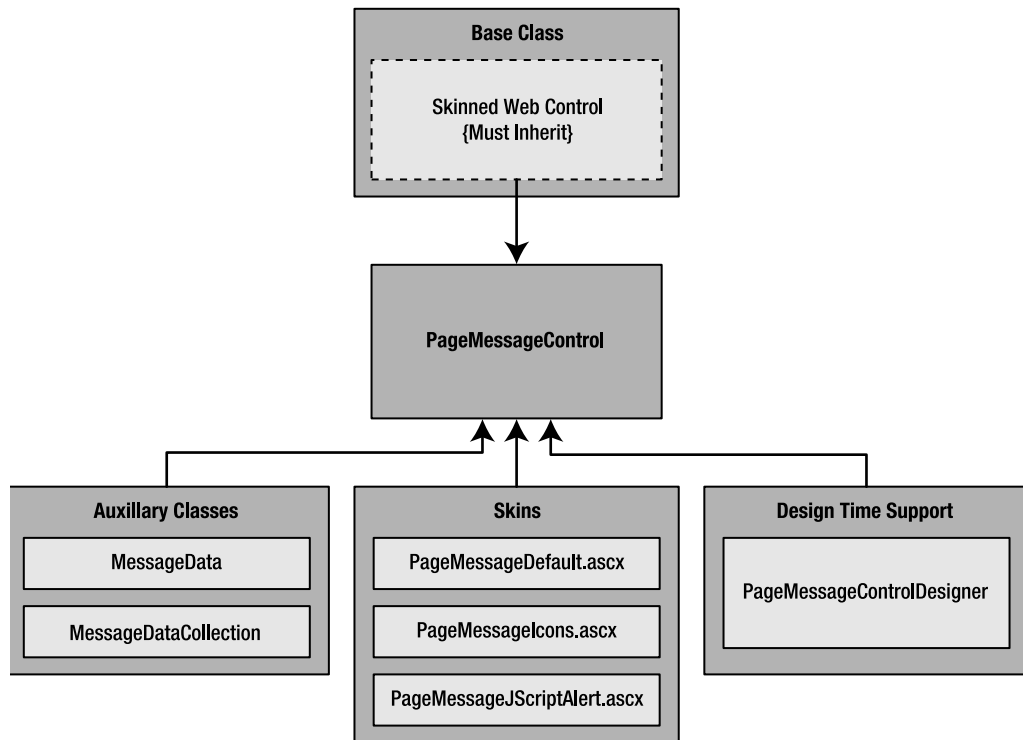 Base Class
Skinned Web Control
{Must Inherit}
PageMessageControl
Auxillary Classes
MessageData
MessageDataCollection
Skins
PageMessageDefault.ascx
PageMessageIcons.ascx
PageMessageJScriptAlert.ascx
Design Time Support
PageMessageControlDesigner